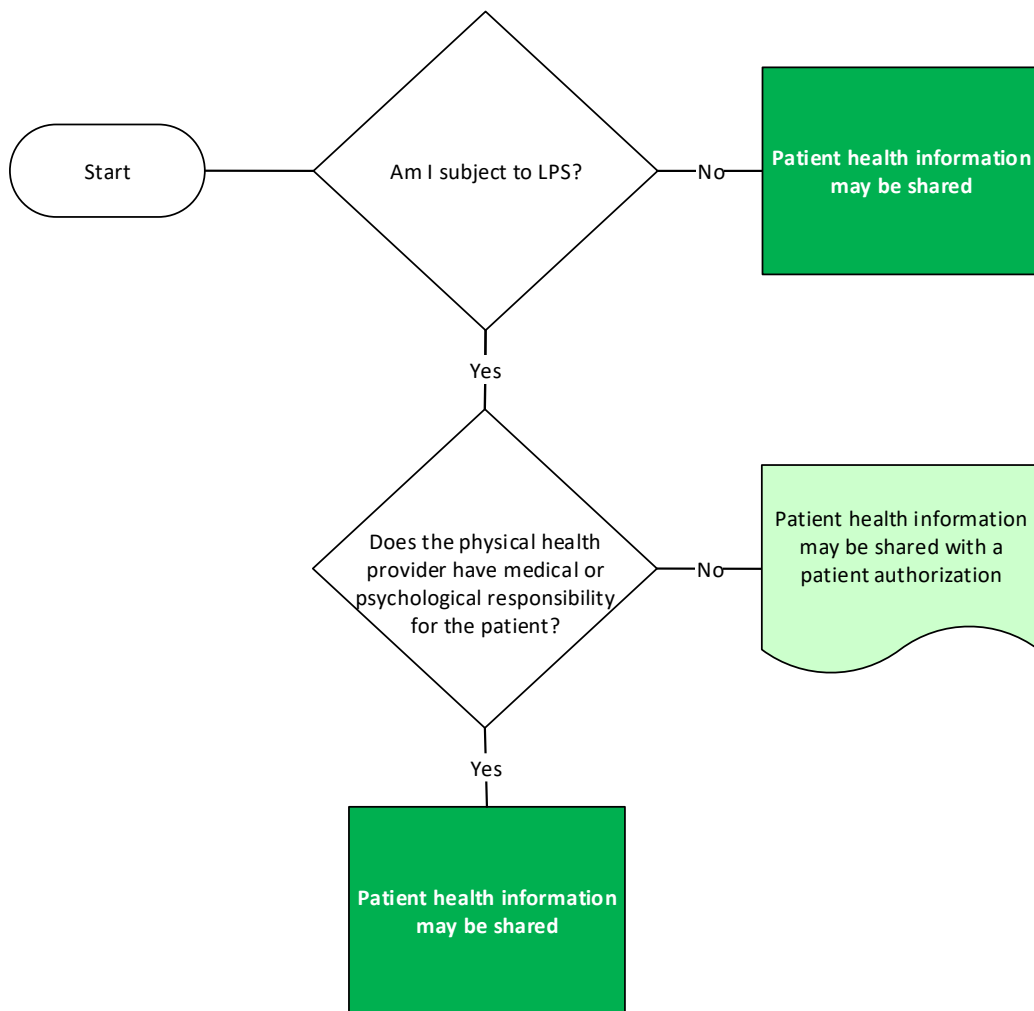 Start
Am I subject to LPS?
No
Patient health information
may be shared
Yes
Does the physical health
provider have medical or
psychological responsibility
for the patient?
No
Patient health information
may be shared with a
patient authorization
Yes
Patient health information
may be shared